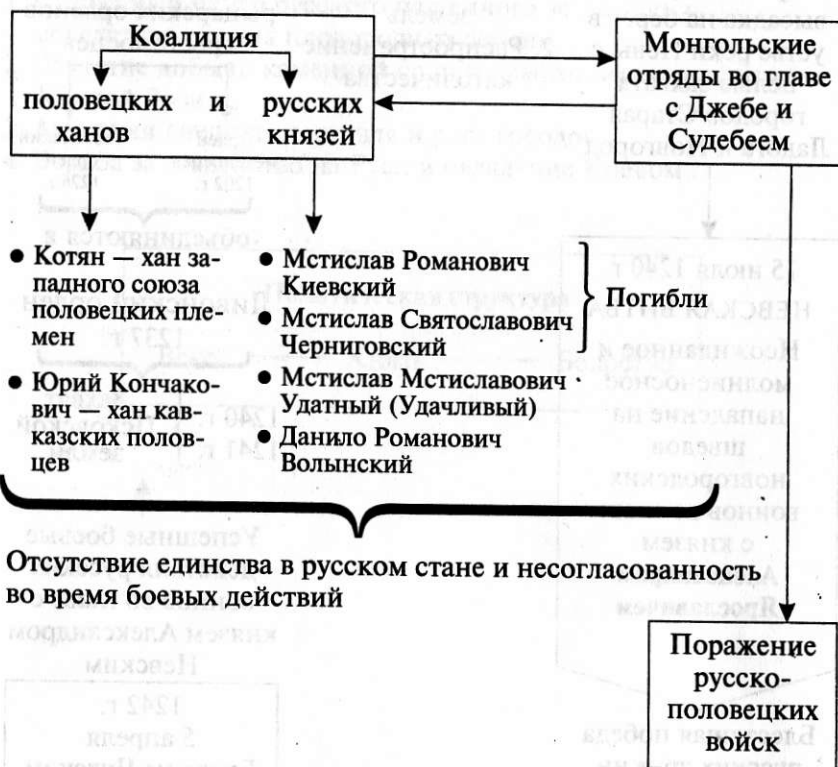 Коалиция
половецких и русских
ханов князей
Монгольские
отряды во главе
с Джебе и
Судебеем
• Котян — хан за-
падного союза
половецких пле-
мен
• Юрий Кончако-
вич — хан кав-
казских полов-
цев
• Мстислав Романович
Киевский
• Мстислав Святославович
Черниговский
• Мстислав Мстиславович
Удатный (Удачливый)
• Данило Романович
Волынский
Погибли
Отсутствие единства в русском стане и несогласованность
во время боевых действий
Поражение
русско-
половецких
войск